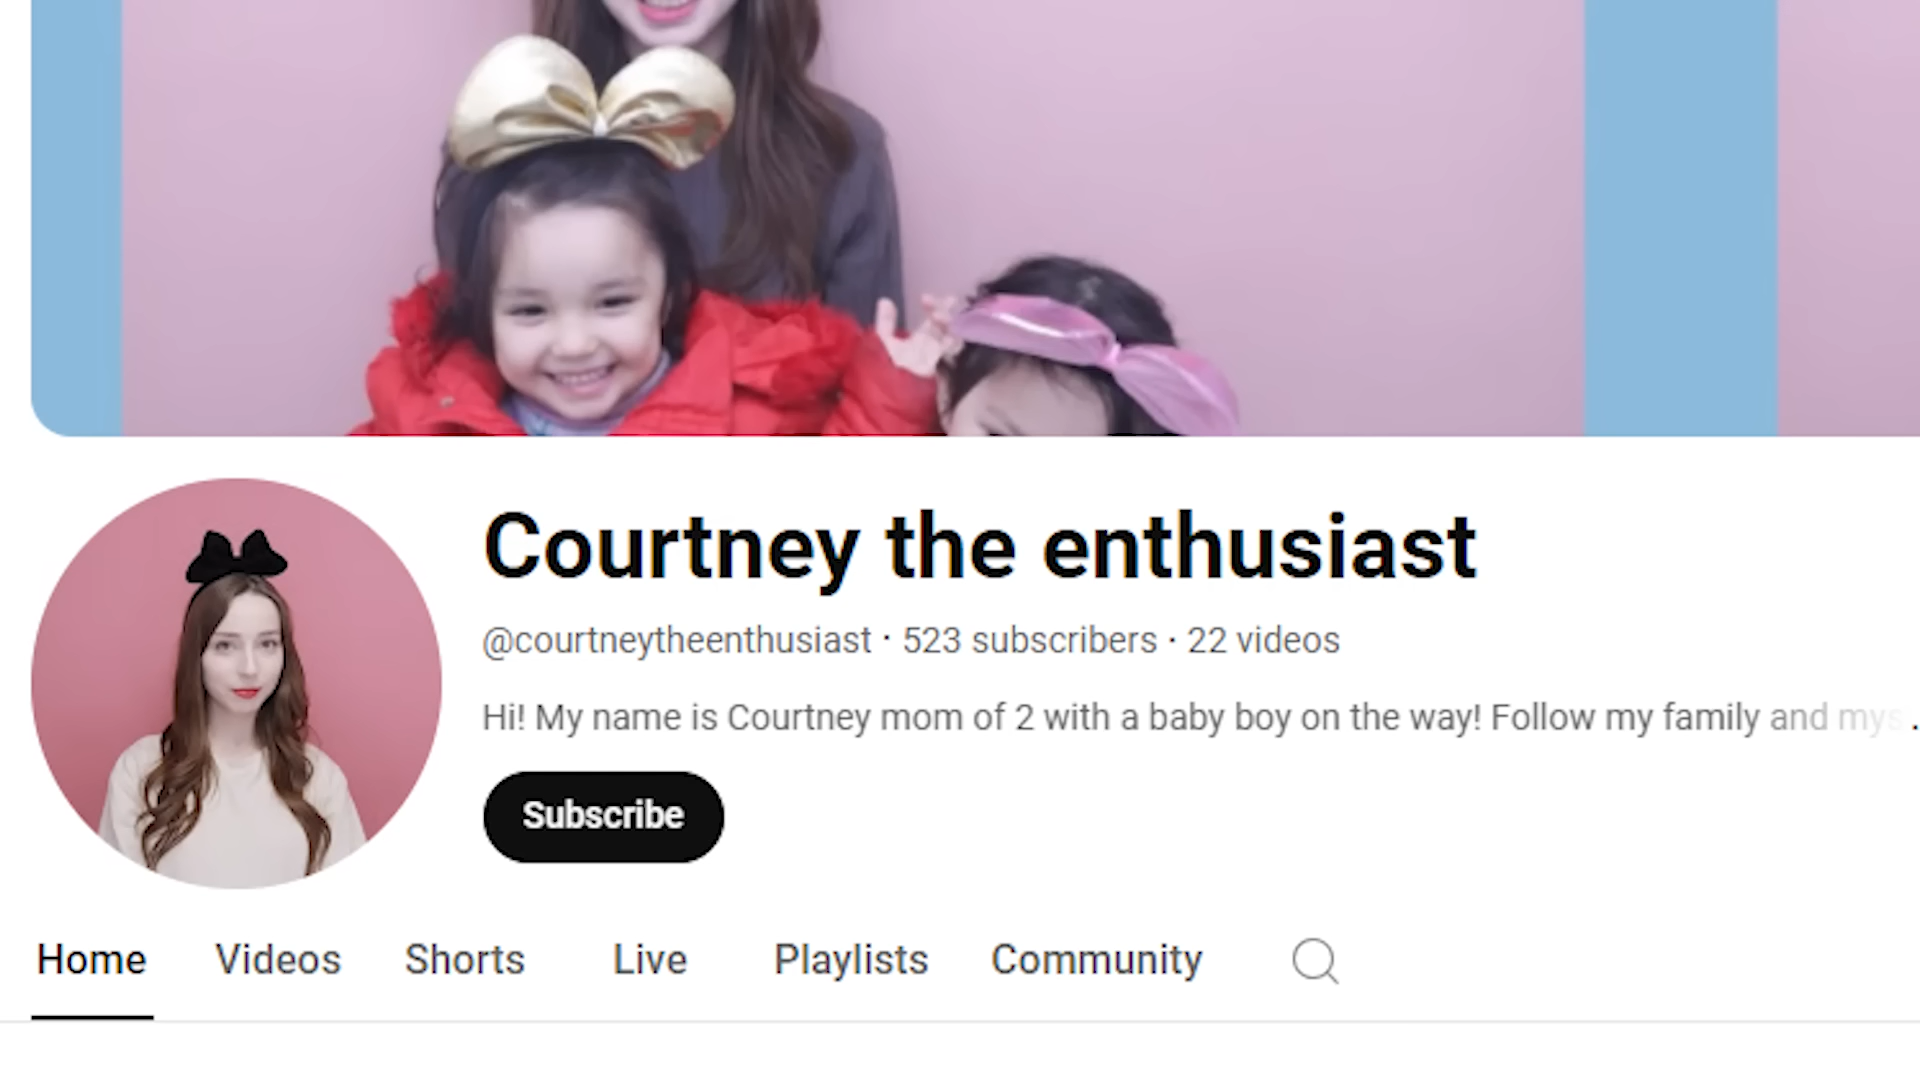 Courtney the enthusiast
@courtneytheenthusiast · 523 subscribers · 22 videos
Hi! My name is Courtney mom of 2 with a baby boy on the way! Follow my family and mys...
Subscribe
Home Videos Shorts Live Playlists Community